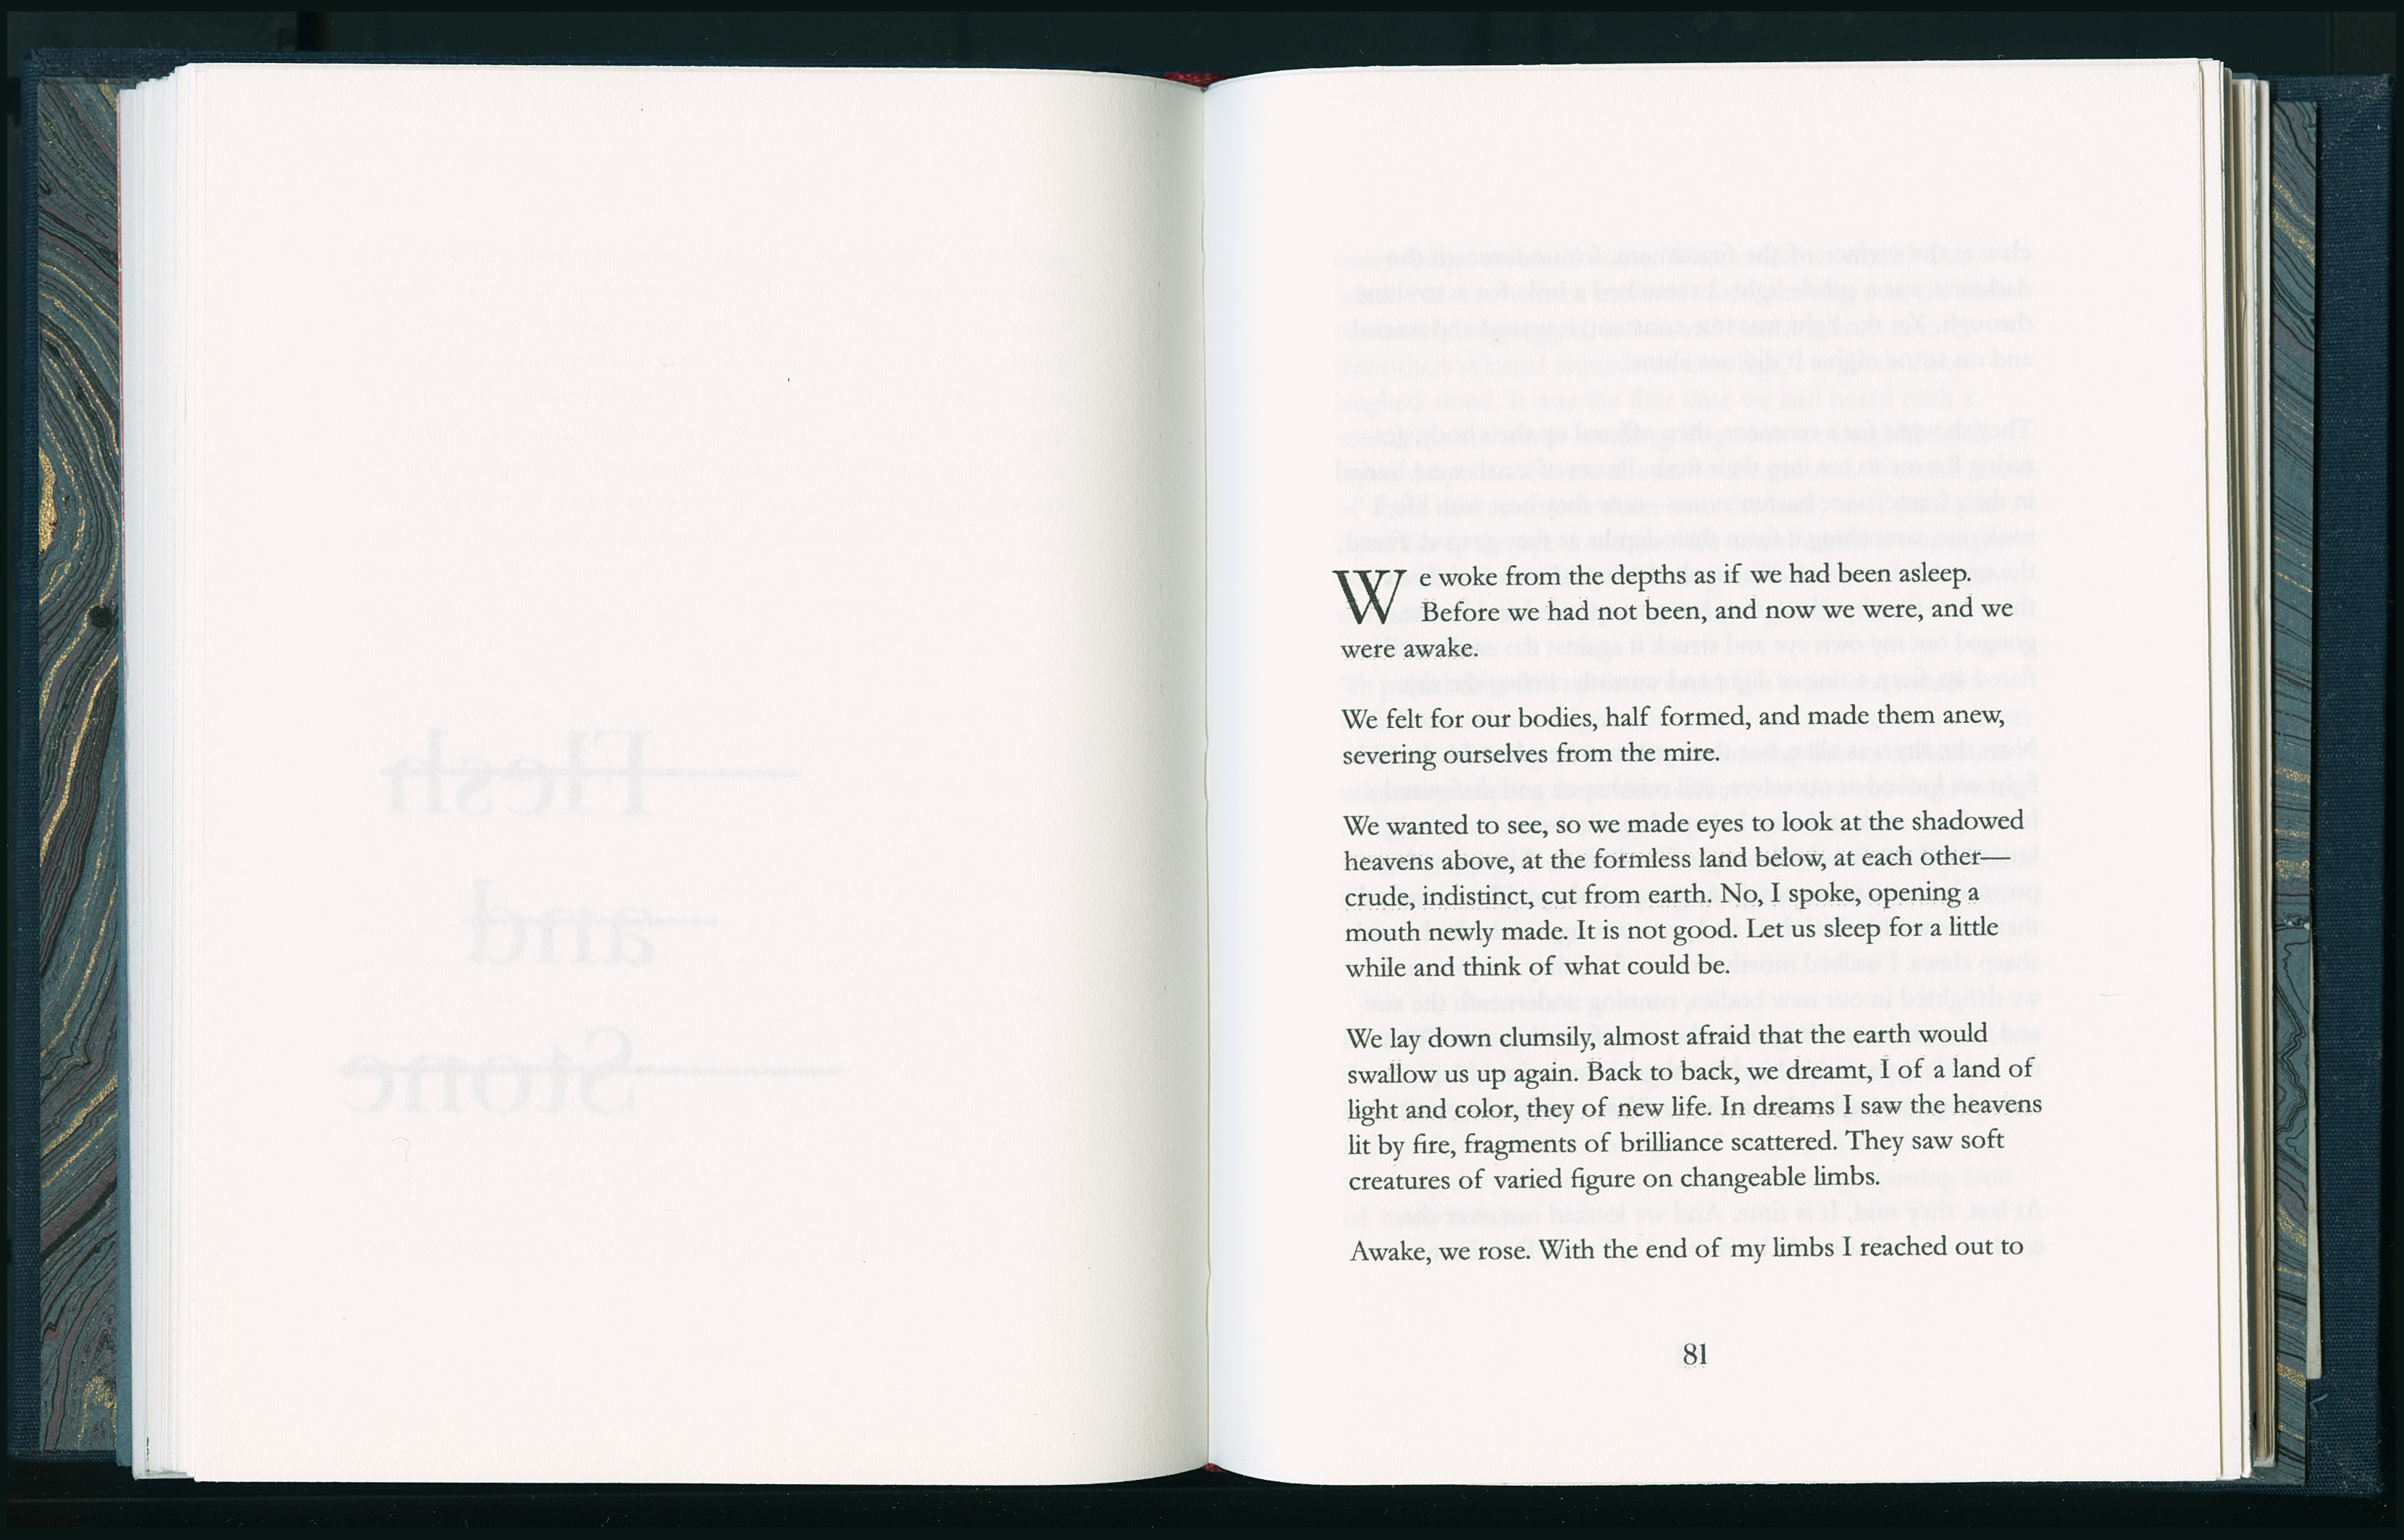 Flesh
and
Stone
We woke from the depths as if we had been asleep.
Before we had not been, and now we were, and we
were awake.
We felt for our bodies, half formed, and made them anew,
severing ourselves from the mire.
We wanted to see, so we made eyes to look at the shadowed
heavens above, at the formless land below, at each other—
crude, indistinct, cut from earth. No, I spoke, opening a
mouth newly made. It is not good. Let us sleep for a little
while and think of what could be.
We lay down clumsily, almost afraid that the earth would
swallow us up again. Back to back, we dreamt, I of a land of
light and color, they of new life. In dreams I saw the heavens
lit by fire, fragments of brilliance scattered. They saw soft
creatures of varied figure on changeable limbs.
Awake, we rose. With the end of my limbs I reached out to
81